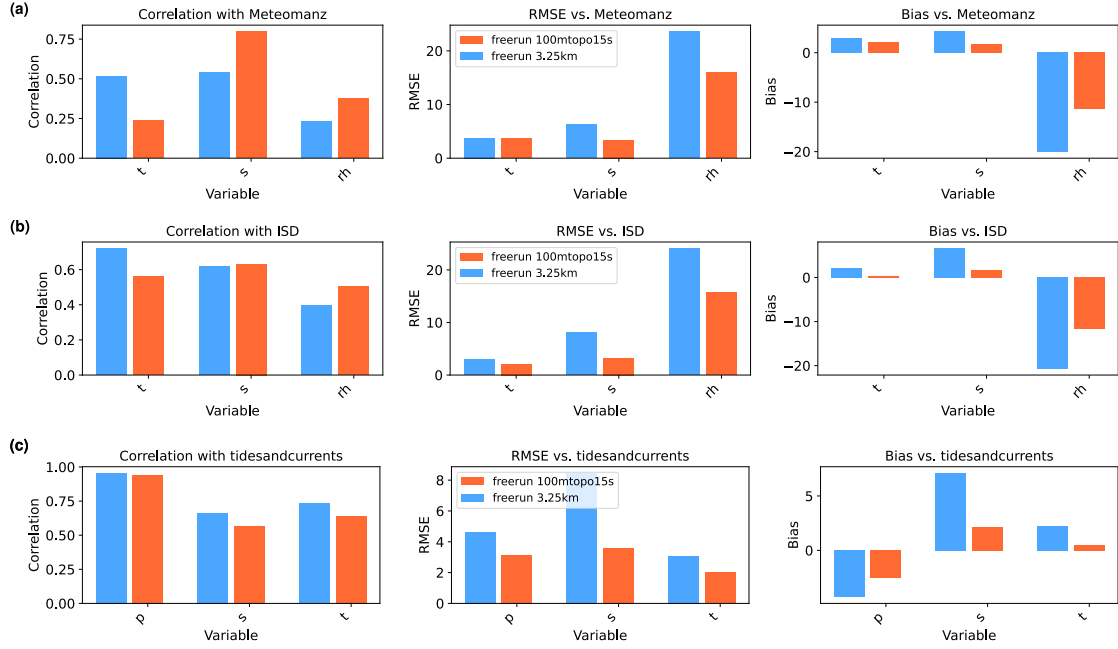 (a)
Correlation with Meteomanz
0.75
0.50
0.25
0.00
Correlation
t
s
rh
Variable
RMSE vs. Meteomanz
freerun 100mtopo15s
freerun 3.25km
20
10
0
RMSE
t
s
rh
Variable
Bias vs. Meteomanz
0
−10
−20
Bias
t
s
rh
Variable
(b)
Correlation with ISD
0.6
0.4
0.2
0.0
Correlation
t
s
rh
Variable
RMSE vs. ISD
freerun 100mtopo15s
freerun 3.25km
20
10
0
RMSE
t
s
rh
Variable
Bias vs. ISD
0
−10
−20
Bias
t
s
rh
Variable
(c)
Correlation with tidesandcurrents
1.00
0.75
0.50
0.25
0.00
Correlation
p
s
t
Variable
RMSE vs. tidesandcurrents
freerun 100mtopo15s
freerun 3.25km
8
6
4
2
0
RMSE
p
s
t
Variable
Bias vs. tidesandcurrents
5
0
Bias
p
s
t
Variable